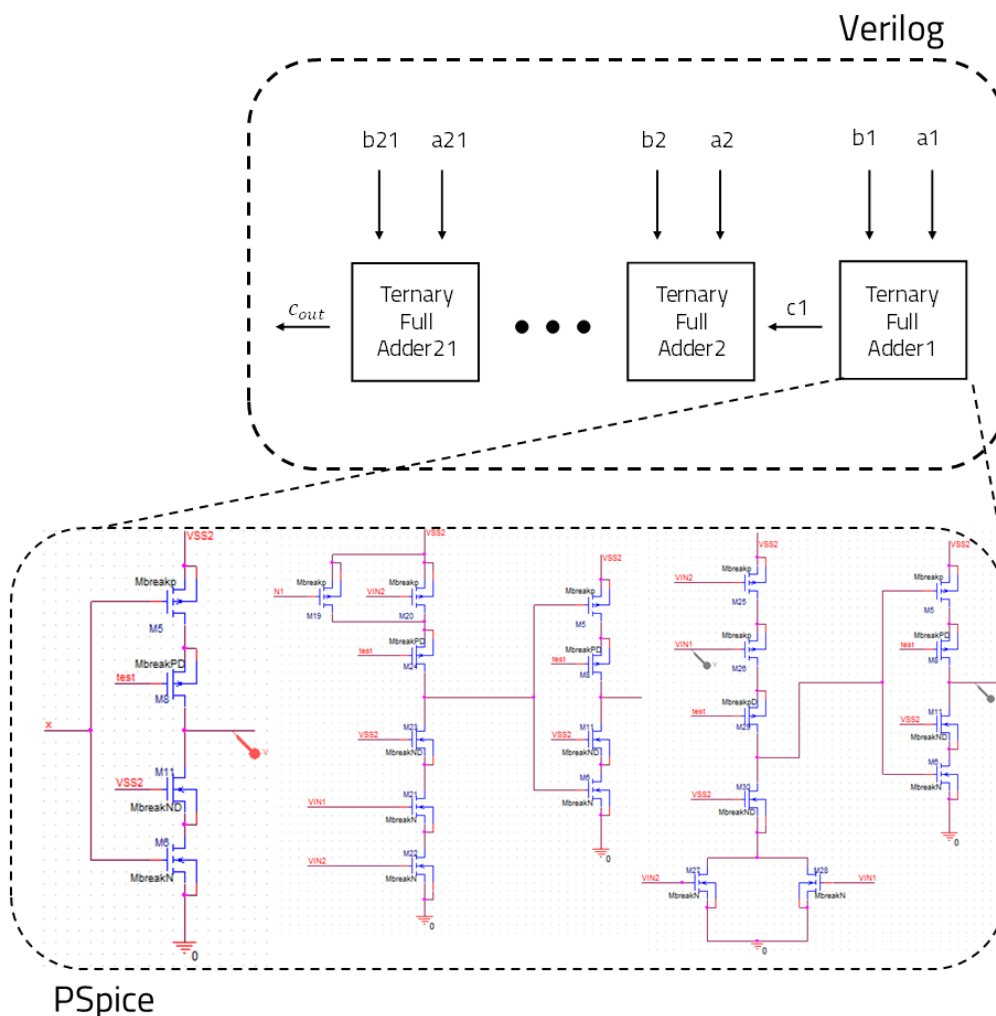 Verilog
b21 a21 b2 a2 b1 a1
Ternary
Full
Adder21
Ternary
Full
Adder2
Ternary
Full
Adder1
c_out
c1
VSS2
Mbreakp
M5
MbreakPD
test
M8
x
V
M11
VSS2
MbreakND
M6
MbreakN
0
VSS2
Mbreakp
N1
M19
Mbreakp
VIN2
M20
MbreakPD
test
M24
M23
VSS2
MbreakND
M21
VIN1
MbreakN
M22
VIN2
MbreakN
0
VSS2
Mbreakp
M5
MbreakPD
test
M8
M11
VSS2
MbreakND
M6
MbreakN
0
VSS2
Mbreakp
VIN2
M25
Mbreakp
VIN1
M26
MbreakpD
test
M29
M30
VSS2
MbreakND
M27
VIN2
MbreakN
M28
VIN1
MbreakN
0
VSS2
Mbreakp
M5
MbreakPD
test
M8
M11
VSS2
MbreakND
M6
MbreakN
0
PSpice